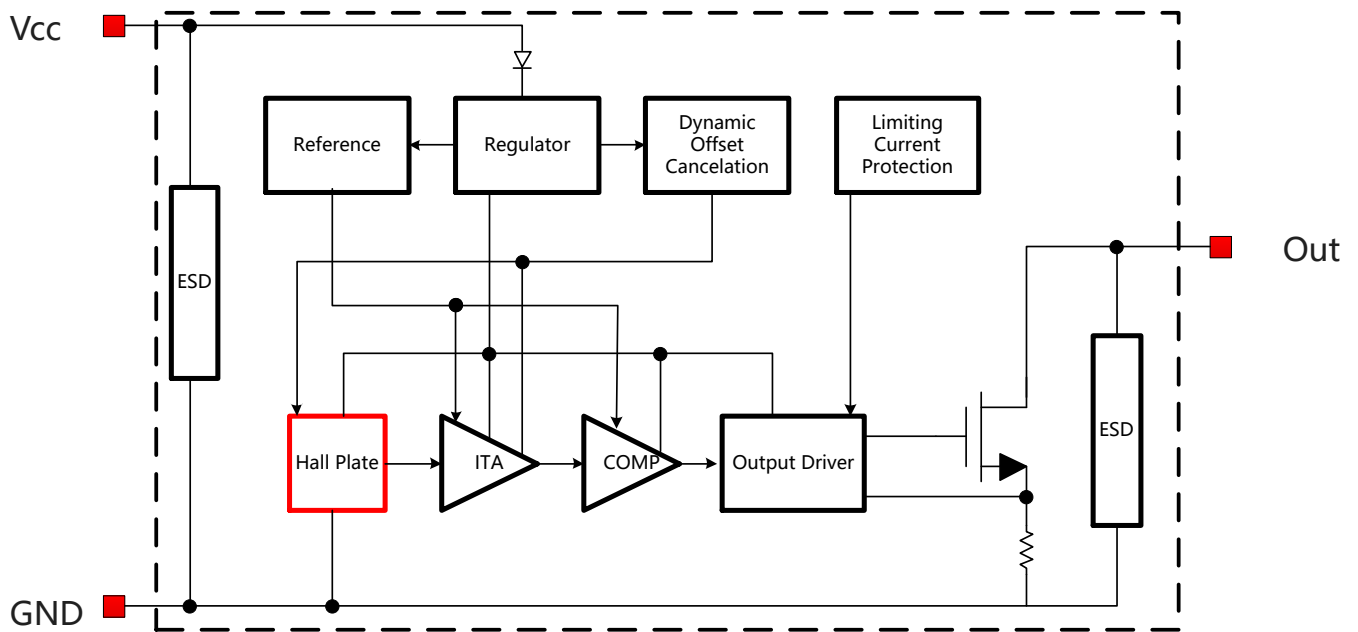 Vcc
Reference
Regulator
Dynamic
Offset
Cancelation
Limiting
Current
Protection
ESD
Out
Hall Plate
ITA
COMP
Output Driver
ESD
GND